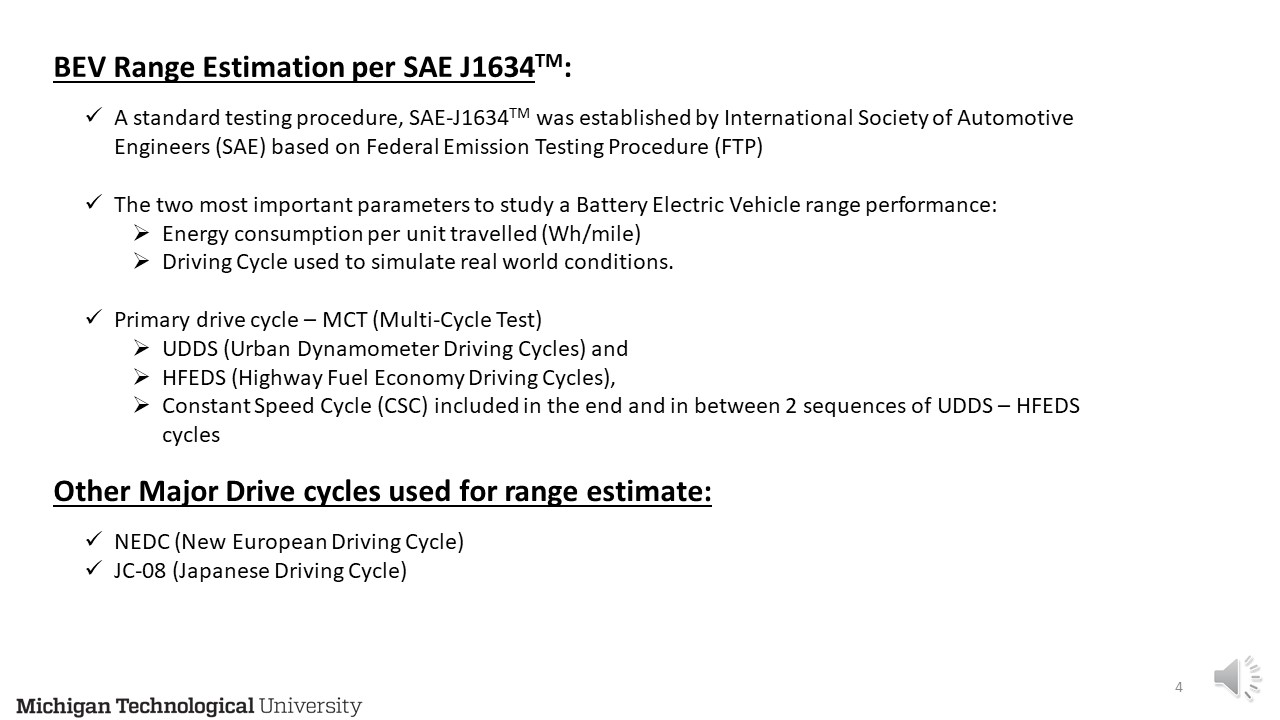 BEV Range Estimation per SAE J1634TM:
✓ A standard testing procedure, SAE-J1634TM was established by International Society of Automotive
Engineers (SAE) based on Federal Emission Testing Procedure (FTP)
✓ The two most important parameters to study a Battery Electric Vehicle range performance:
➢ Energy consumption per unit travelled (Wh/mile)
➢ Driving Cycle used to simulate real world conditions.
✓ Primary drive cycle – MCT (Multi-Cycle Test)
➢ UDDS (Urban Dynamometer Driving Cycles) and
➢ HFEDS (Highway Fuel Economy Driving Cycles),
➢ Constant Speed Cycle (CSC) included in the end and in between 2 sequences of UDDS – HFEDS
cycles
Other Major Drive cycles used for range estimate:
✓ NEDC (New European Driving Cycle)
✓ JC-08 (Japanese Driving Cycle)
4
Michigan Technological University